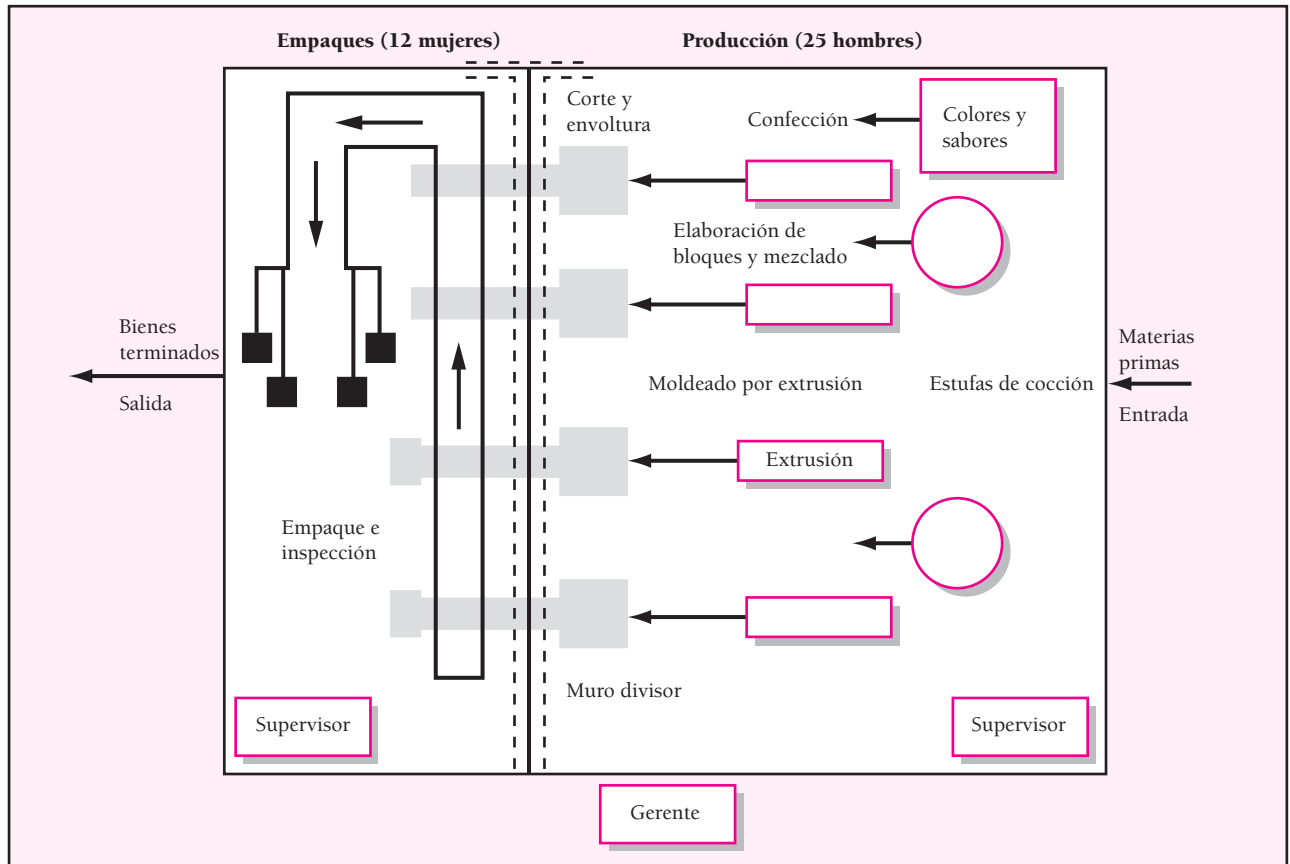 Empaques (12 mujeres)
Producción (25 hombres)
Corte y
envoltura
Confección
Colores y
sabores
Elaboración de
bloques y mezclado
Bienes
terminados
Salida
Moldeado por extrusión
Estufas de cocción
Materias
primas
Entrada
Extrusión
Empaque e
inspección
Muro divisor
Supervisor
Supervisor
Gerente